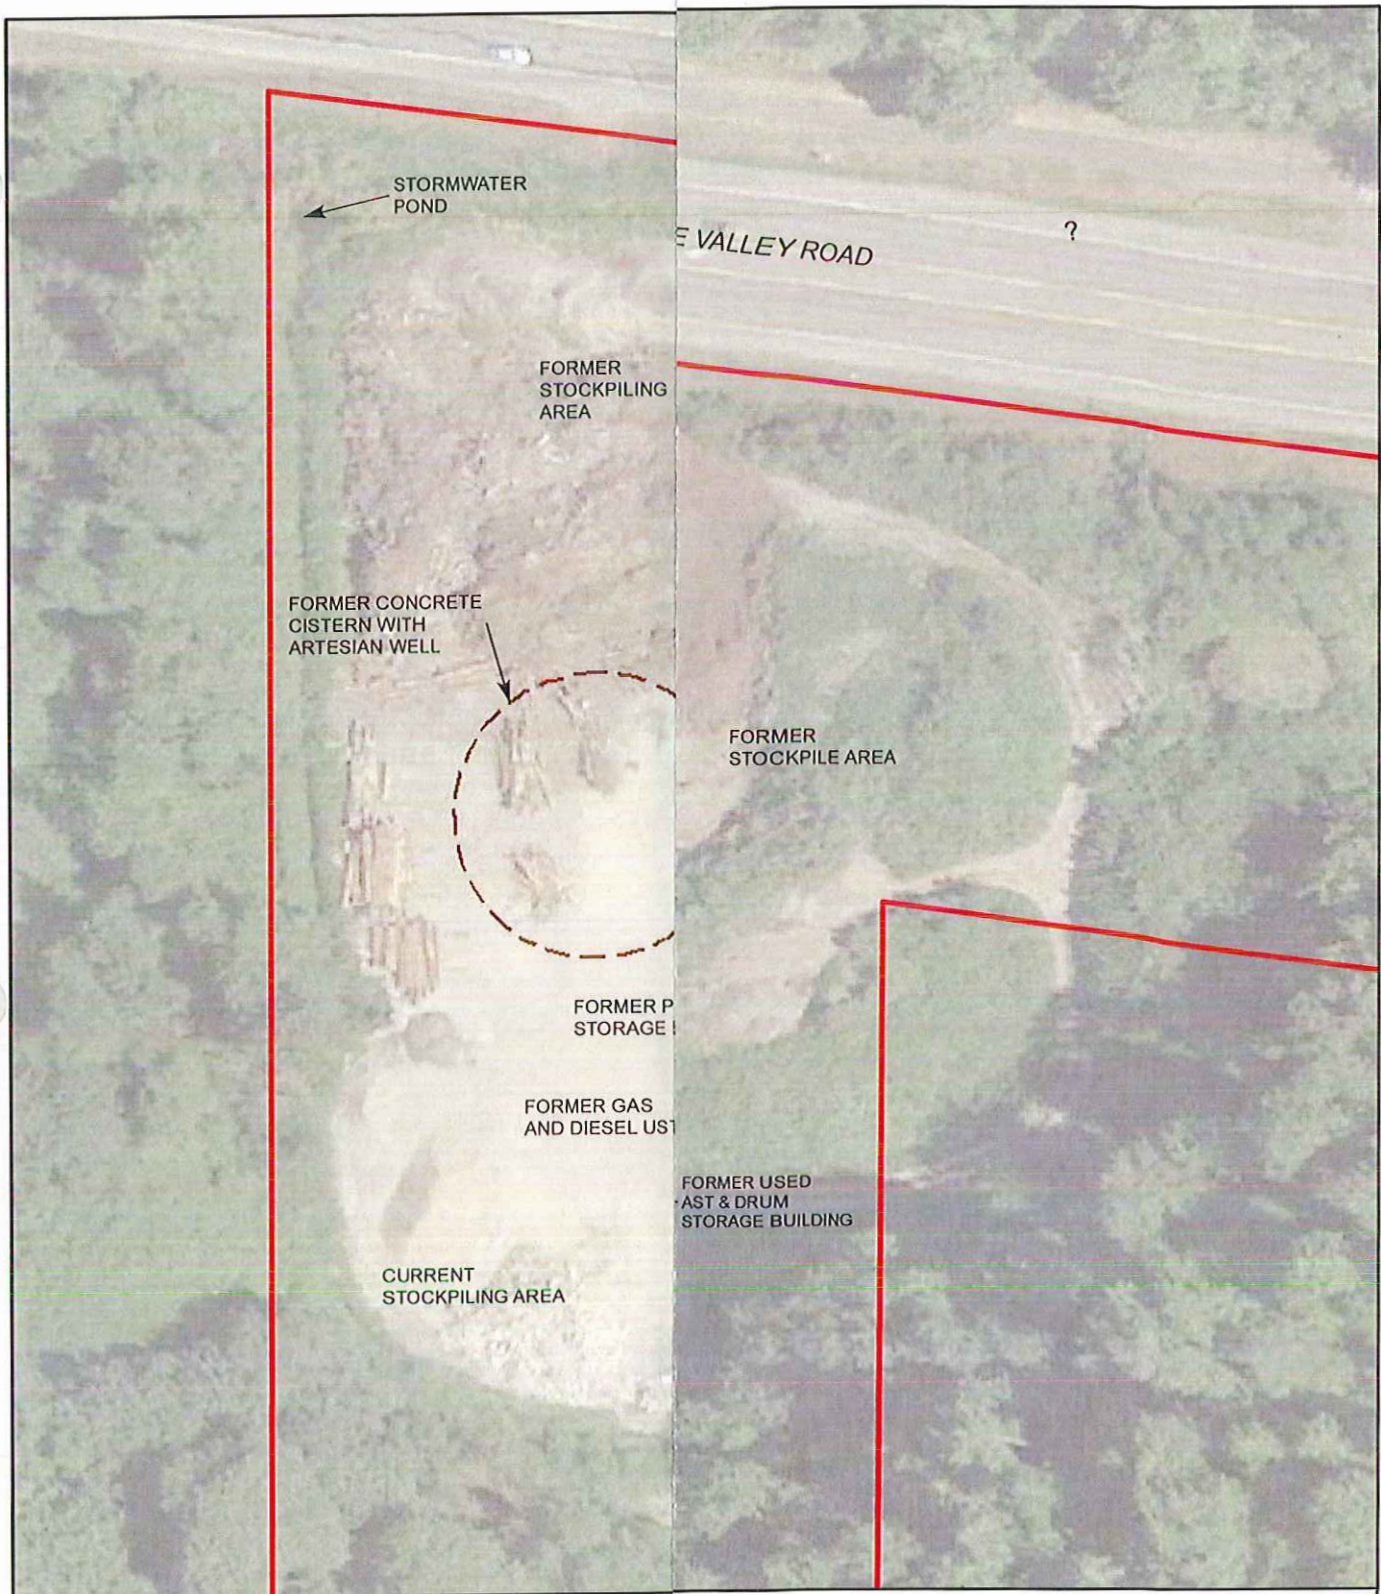 STORMWATER
POND
VALLEY ROAD
?
FORMER
STOCKPILING
AREA
FORMER CONCRETE
CISTERN WITH
ARTESIAN WELL
FORMER
STOCKPILE AREA
FORMER P
STORAGE
FORMER GAS
AND DIESEL UST
FORMER USED
AST & DRUM
STORAGE BUILDING
CURRENT
STOCKPILING AREA